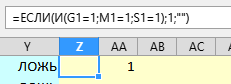 =ЕСЛИ(И(G1=1;M1=1;S1=1);1;"")
Y Z AA AB AC
ЛОЖЬ 1